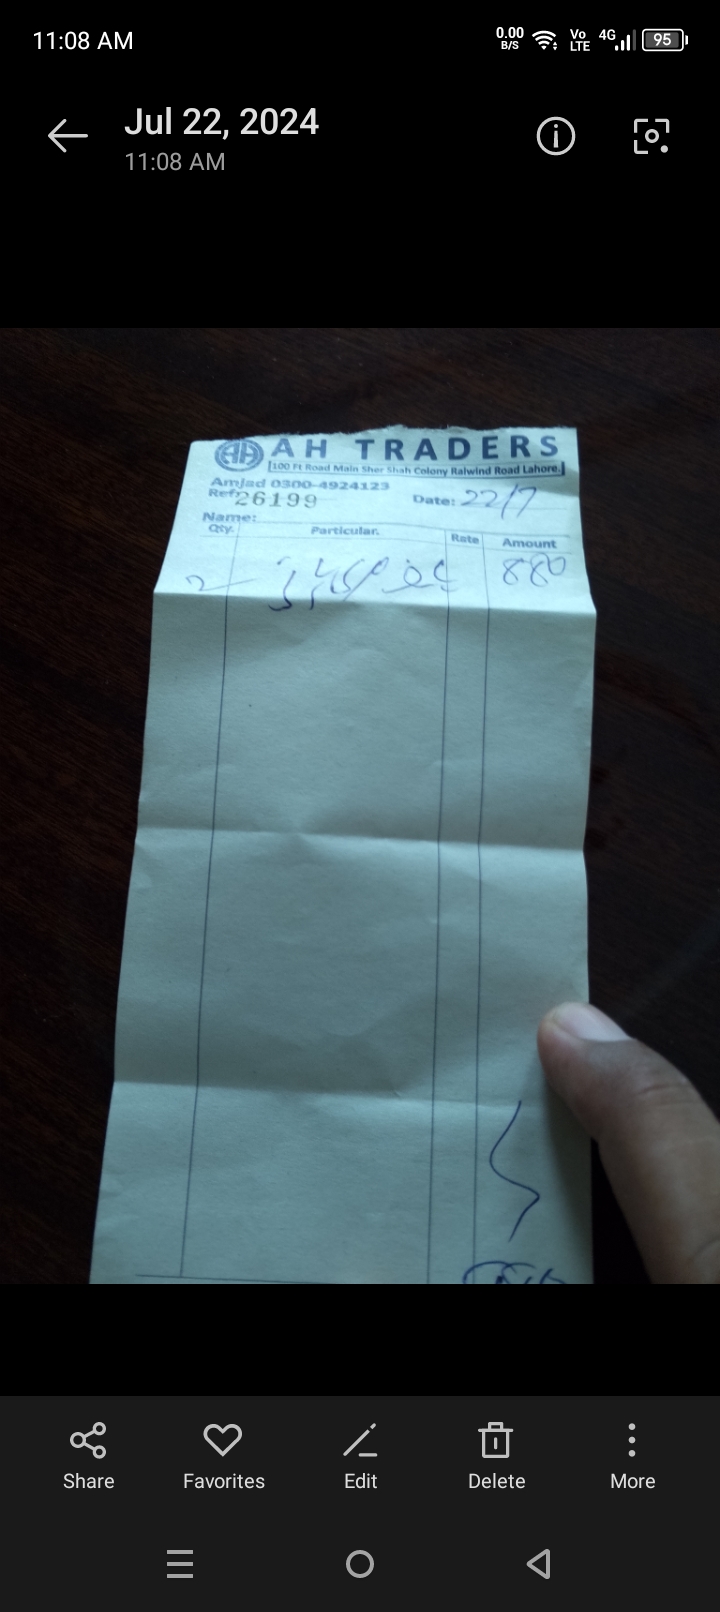 11:08 AM
0.00 B/S Vo LTE 4G 95
Jul 22, 2024
11:08 AM
AH AH TRADERS
100 Ft Road Main Sher Shah Colony Raiwind Road Lahore.
Amjad 0300-4924123
Ref: 26199 Date: 22/7
Name:
Qty. Particular. Rate Amount
2 880
Share Favorites Edit Delete More